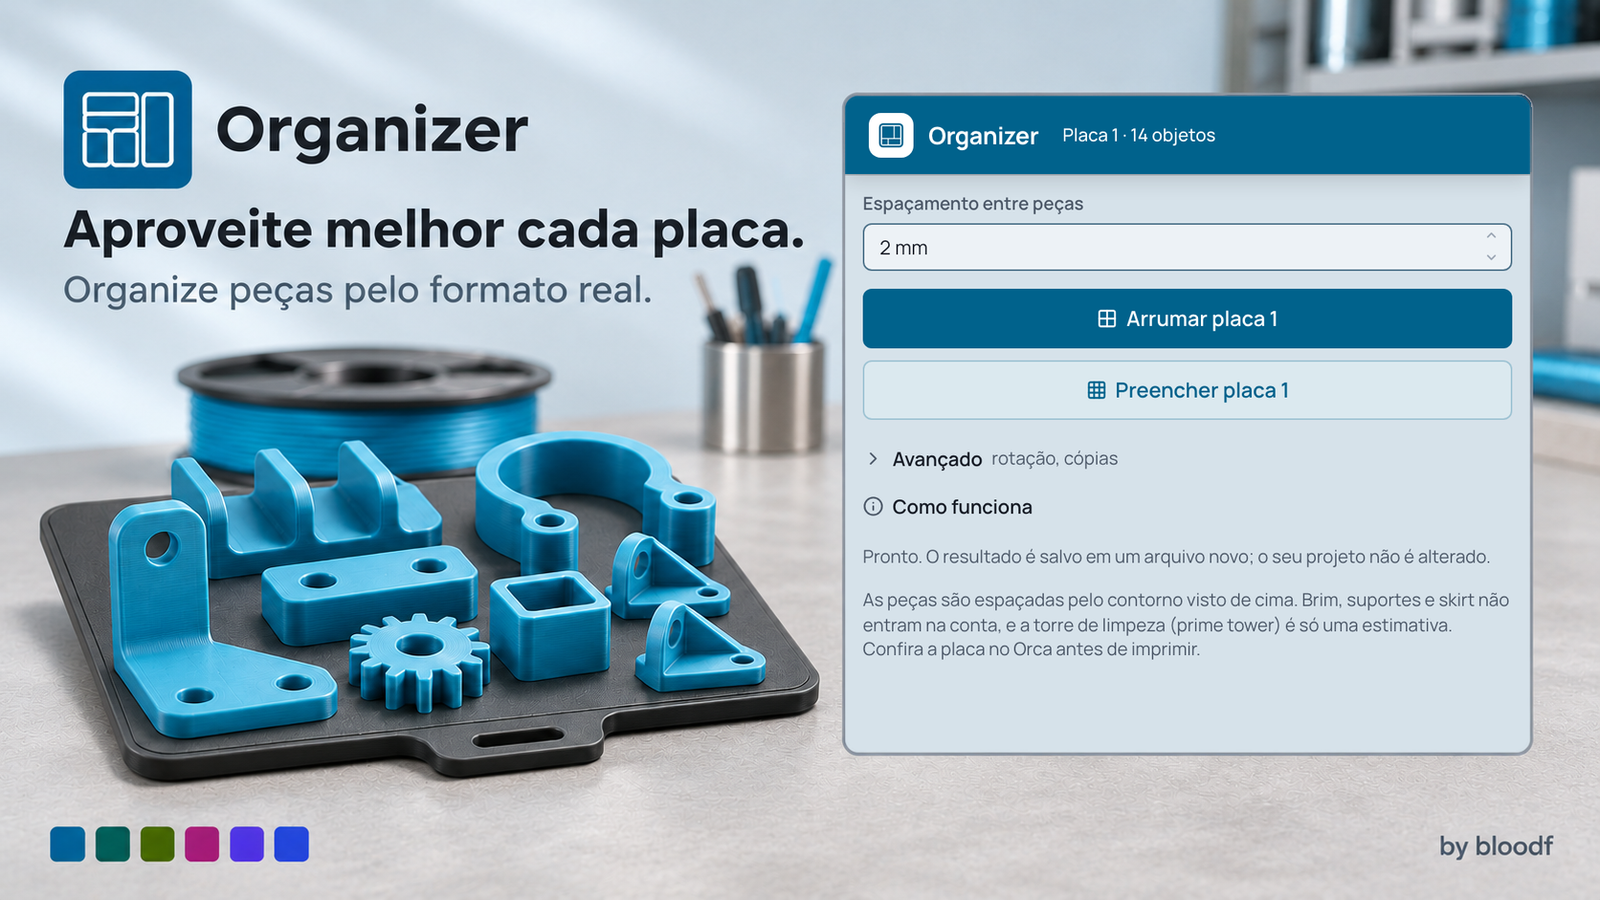 Organizer
Aproveite melhor cada placa.
Organize peças pelo formato real.
Organizer Placa 1 · 14 objetos
Espaçamento entre peças
2 mm
Arrumar placa 1
Preencher placa 1
Avançado rotação, cópias
Como funciona
Pronto. O resultado é salvo em um arquivo novo; o seu projeto não é alterado.
As peças são espaçadas pelo contorno visto de cima. Brim, suportes e skirt não
entram na conta, e a torre de limpeza (prime tower) é só uma estimativa.
Confira a placa no Orca antes de imprimir.
by bloodf